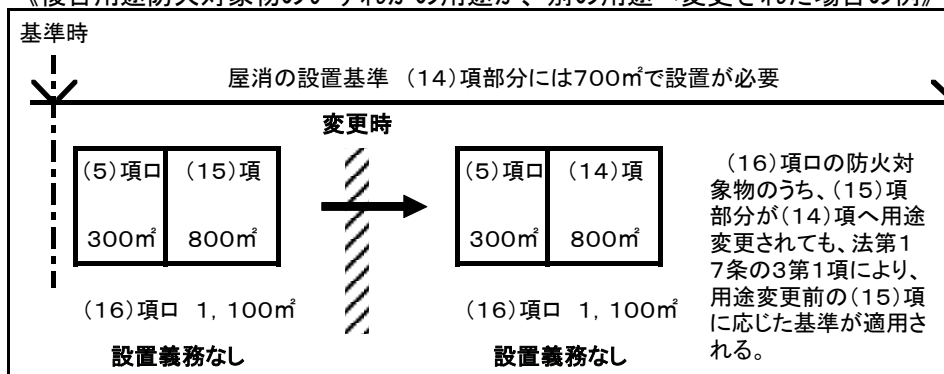 《複合用途防火対象物のいずれかの用途が、別の用途へ変更された場合の例》
基準時
屋消の設置基準 (14)項部分には700㎡で設置が必要
変更時
(5)項ロ (15)項
300㎡ 800㎡
(16)項ロ 1,100㎡
設置義務なし
(5)項ロ (14)項
300㎡ 800㎡
(16)項ロ 1,100㎡
設置義務なし
(16)項ロの防火対
象物のうち、(15)項
部分が(14)項へ用途
変更されても、法第1
7条の3第1項により、
用途変更前の(15)項
に応じた基準が適用さ
れる。